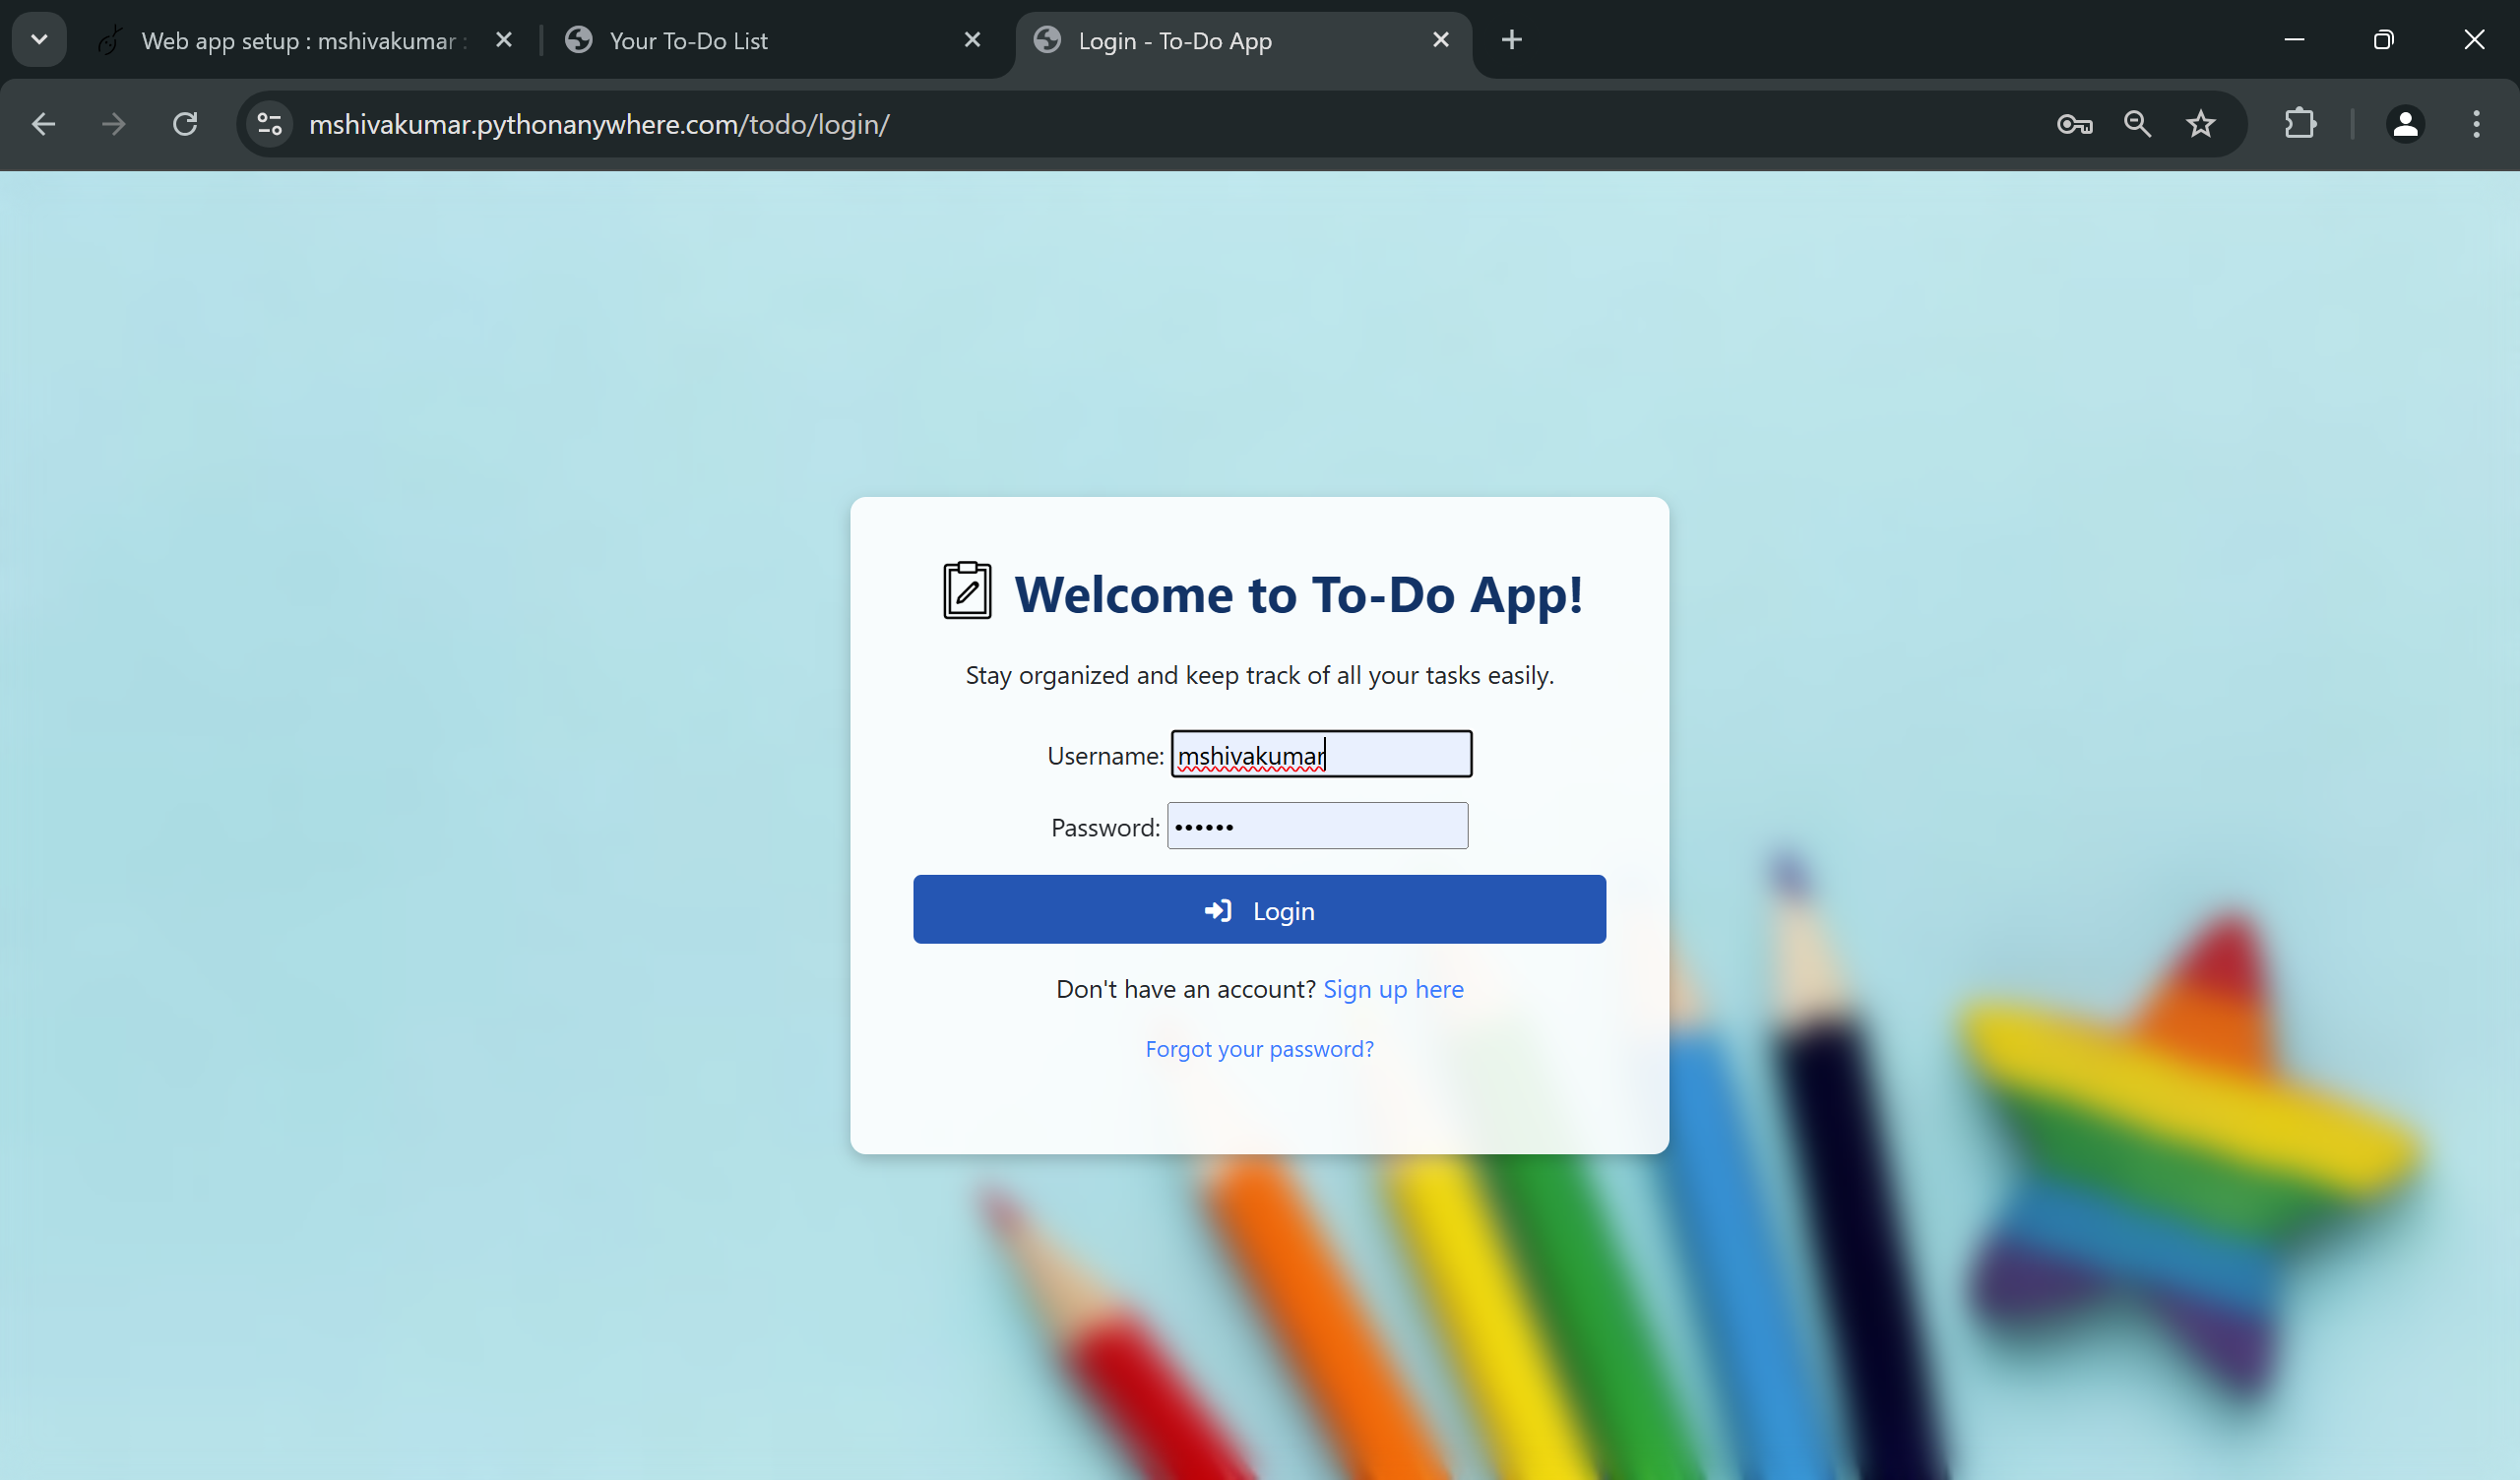 Web app setup : mshivakumar :
Your To-Do List
Login - To-Do App
mshivakumar.pythonanywhere.com/todo/login/
Welcome to To-Do App!
Stay organized and keep track of all your tasks easily.
Username: mshivakumar
Password: ••••••
Login
Don't have an account? Sign up here
Forgot your password?